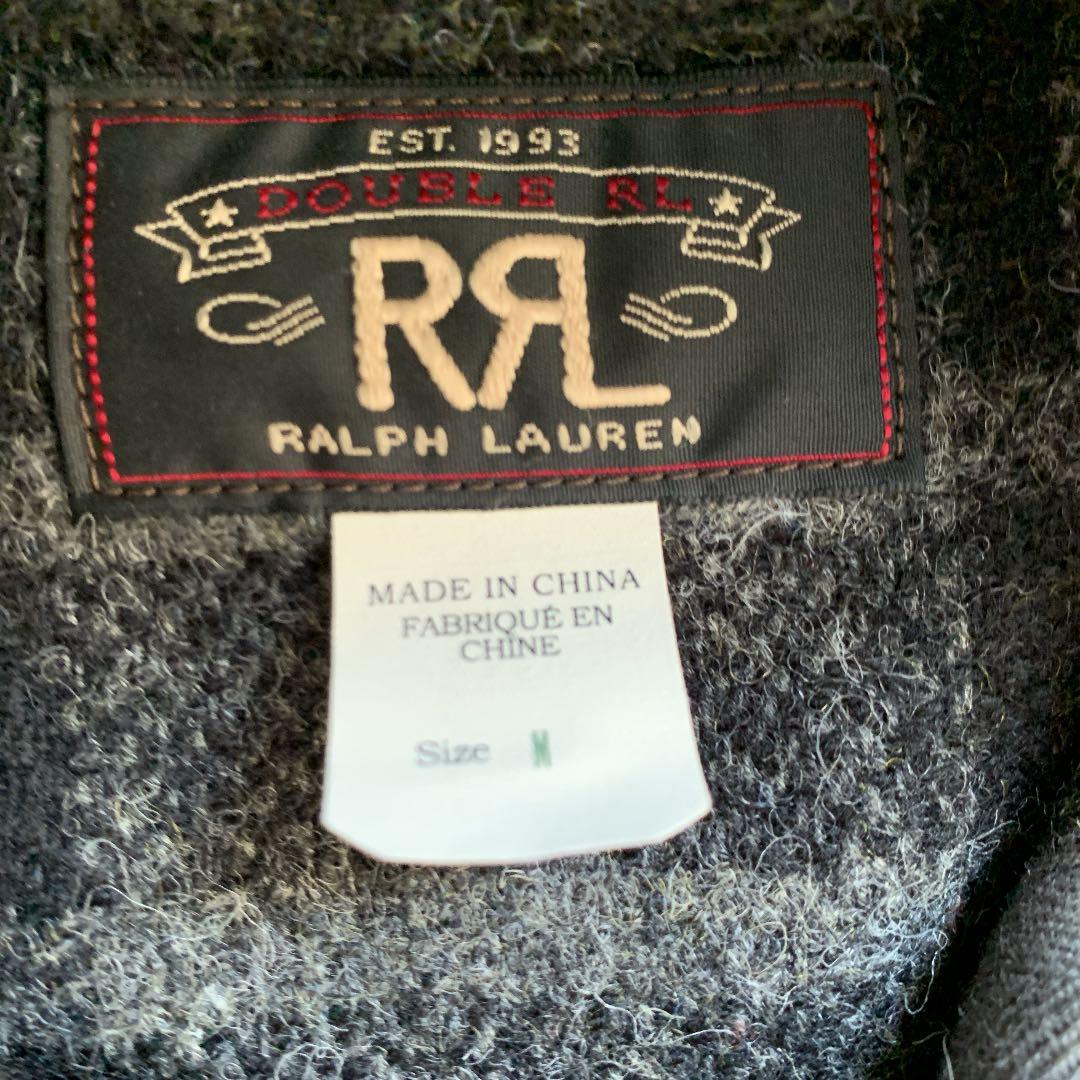 EST. 1993
DOUBLE RL
RRL
RALPH LAUREN
MADE IN CHINA
FABRIQUÉ EN
CHINE
Size M